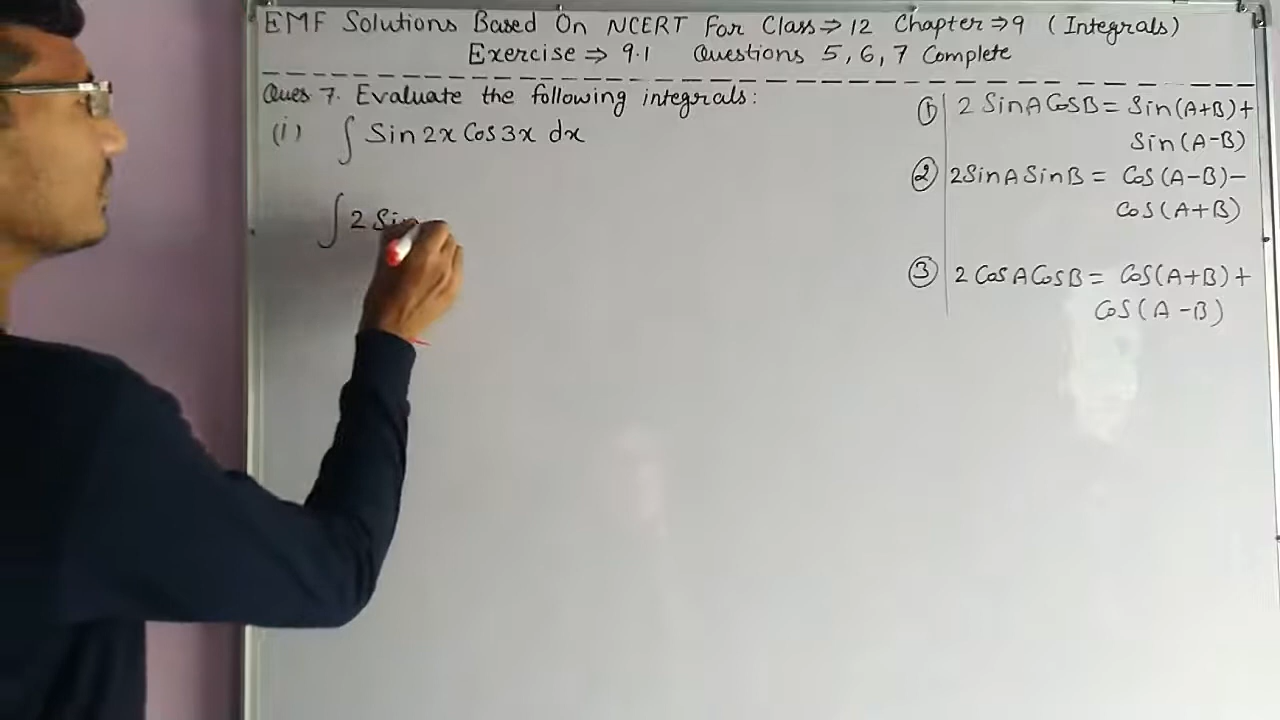 EMF Solutions Based On NCERT For Class⇒12 Chapter⇒9 (Integrals)
Exercise ⇒ 9.1 Questions 5, 6, 7 Complete
Ques 7. Evaluate the following integrals:
(i) ∫ Sin 2x Cos 3x dx
∫ 2 Sin
① 2 SinA CosB = Sin(A+B)+
Sin(A-B)
② 2SinA SinB = Cos(A-B)-
Cos(A+B)
③ 2 CosA CosB = Cos(A+B)+
Cos(A-B)